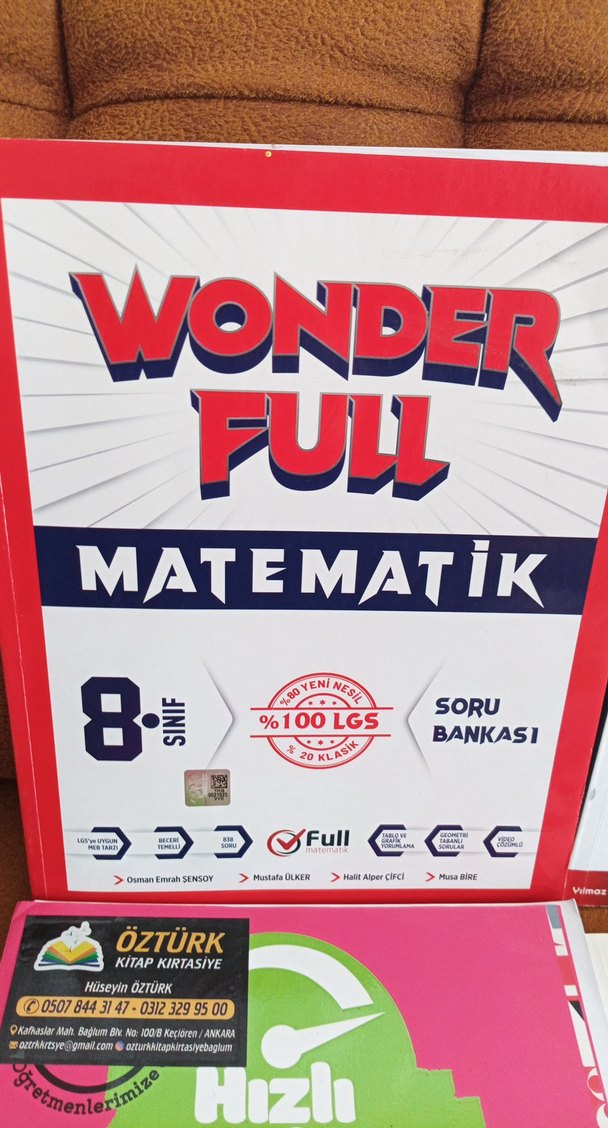 WONDER
FULL
MATEMATİK
8.
SINIF
%80 YENİ NESİL
%100 LGS
% 20 KLASİK
SORU
BANKASI
LGS'ye UYGUN
MEB TARZI
BECERİ
TEMELLİ
838
SORU
Full
matematik
TABLO VE
GRAFİK
YORUMLAMA
GEOMETRİ
TABANLI
SORULAR
VİDEO
ÇÖZÜMLÜ
Osman Emrah ŞENSOY
Mustafa ÜLKER
Halit Alper ÇİFCİ
Musa BİRE
Yılmaz
ÖZTÜRK
KİTAP KIRTASİYE
Hüseyin ÖZTÜRK
0507 844 31 47 - 0312 329 95 00
Kafkaslar Mah. Bağlum Blv. No: 100/B Keçiören / ANKARA
oztrkkrtsye@gmail.com ozturkkitapkirtasiyebaglum
Öğretmenlerimize
Hızlı